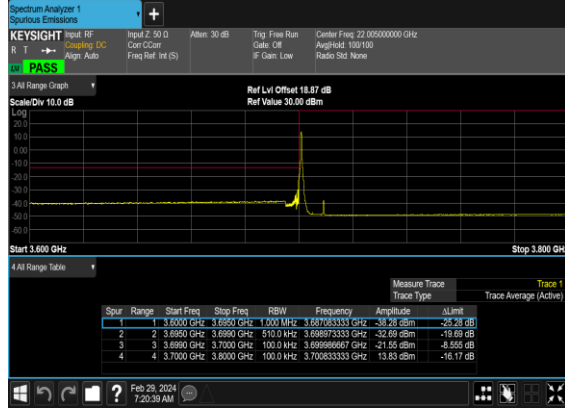 Spectrum Analyzer 1
Spurious Emissions
+
KEYSIGHT Input: RF Input Z: 50 Ω Atten: 30 dB Trig: Free Run Center Freq: 22.005000000 GHz
R T Coupling: DC Corr CCorr Gate: Off Avg|Hold: 100/100
Align: Auto Freq Ref: Int (S) IF Gain: Low Radio Std: None
PASS
3 All Range Graph
Ref Lvl Offset 18.87 dB
Scale/Div 10.0 dB Ref Value 30.00 dBm
Log
20.0
10.0
0.00
-10.0
-20.0
-30.0
-40.0
-50.0
-60.0
Start 3.600 GHz Stop 3.800 GH
4 All Range Table
Measure Trace Trace 1
Trace Type Trace Average (Active)
Spur Range Start Freq Stop Freq RBW Frequency Amplitude ΔLimit
1 1 3.6000 GHz 3.6950 GHz 1.000 MHz 3.687083333 GHz -38.28 dBm -25.28 dB
2 2 3.6950 GHz 3.6990 GHz 510.0 kHz 3.698973333 GHz -32.69 dBm -19.69 dB
3 3 3.6990 GHz 3.7000 GHz 100.0 kHz 3.699986667 GHz -21.55 dBm -8.555 dB
4 4 3.7000 GHz 3.8000 GHz 100.0 kHz 3.700833333 GHz 13.83 dBm -16.17 dB
? Feb 29, 2024
7:20:39 AM